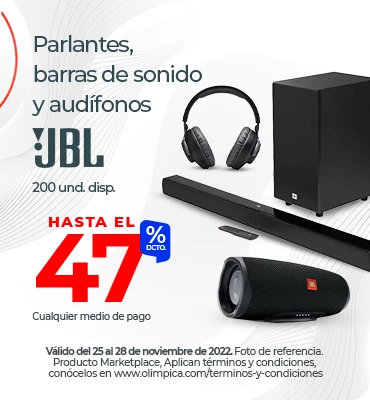 Parlantes,
barras de sonido
y audífonos
JBL
200 und. disp.
HASTA EL
47%
DCTO.
Cualquier medio de pago
JBL
JBL
Válido del 25 al 28 de noviembre de 2022. Foto de referencia.
Producto Marketplace, Aplican términos y condiciones,
conócelos en www.olimpica.com/terminos-y-condiciones